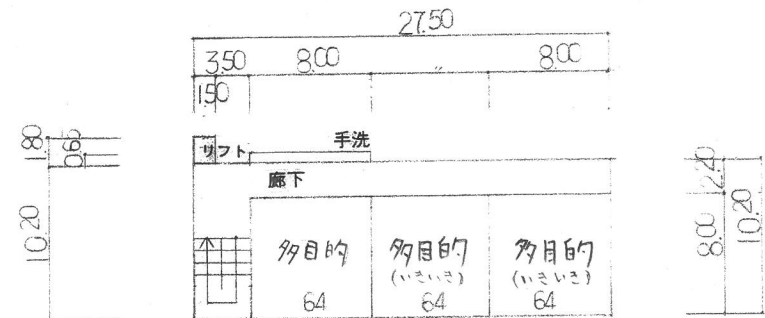 27.50
3.50 8.00 〃 8.00
1.50
1.80
0.65
10.20
リフト
手洗
廊下
2.20
8.00
10.20
多目的 多目的 多目的
(いきいき) (いきいき)
64 64 64